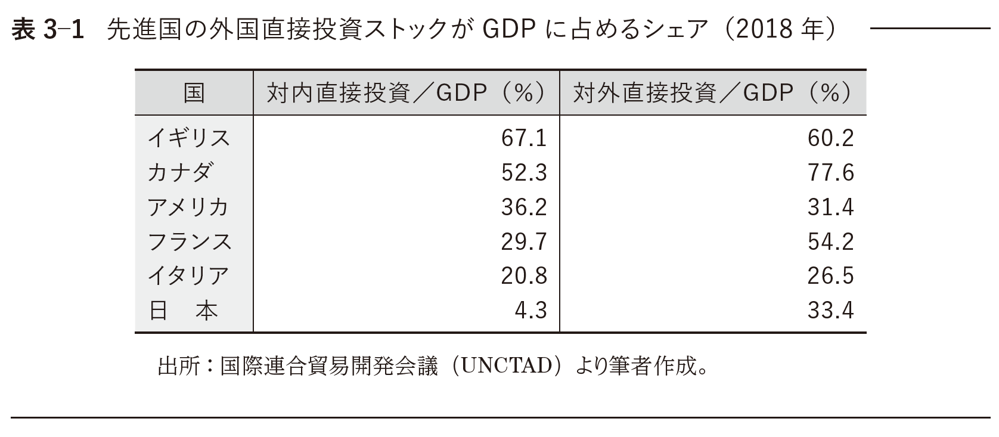 表 3–1 先進国の外国直接投資ストックが GDP に占めるシェア（2018 年）
国 対内直接投資／GDP（%） 対外直接投資／GDP（%）
イギリス 67.1 60.2
カナダ 52.3 77.6
アメリカ 36.2 31.4
フランス 29.7 54.2
イタリア 20.8 26.5
日　本 4.3 33.4
出所：国際連合貿易開発会議（UNCTAD）より筆者作成。